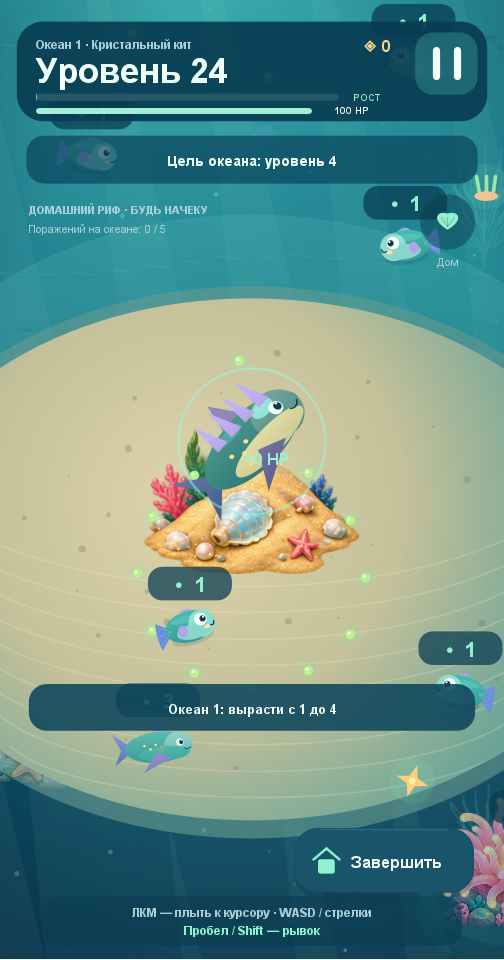 • 1
Океан 1 · Кристальный кит
0
Уровень 24
РОСТ
100 HP
Цель океана: уровень 4
ДОМАШНИЙ РИФ · БУДЬ НАЧЕКУ
Поражений на океане: 0 / 5
• 1
Дом
HP
• 1
• 1
• 3
Океан 1: вырасти с 1 до 4
Завершить
ЛКМ — плыть к курсору · WASD / стрелки
Пробел / Shift — рывок